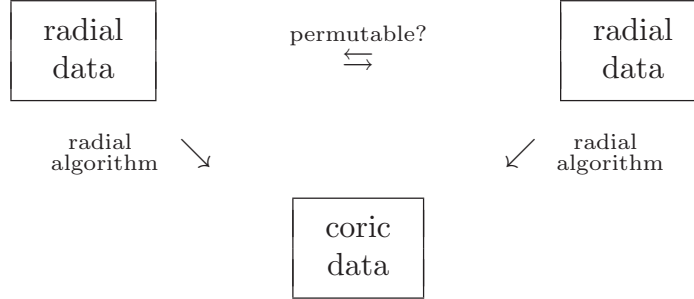 radial
data
permutable?
radial
data
radial
algorithm
radial
algorithm
coric
data